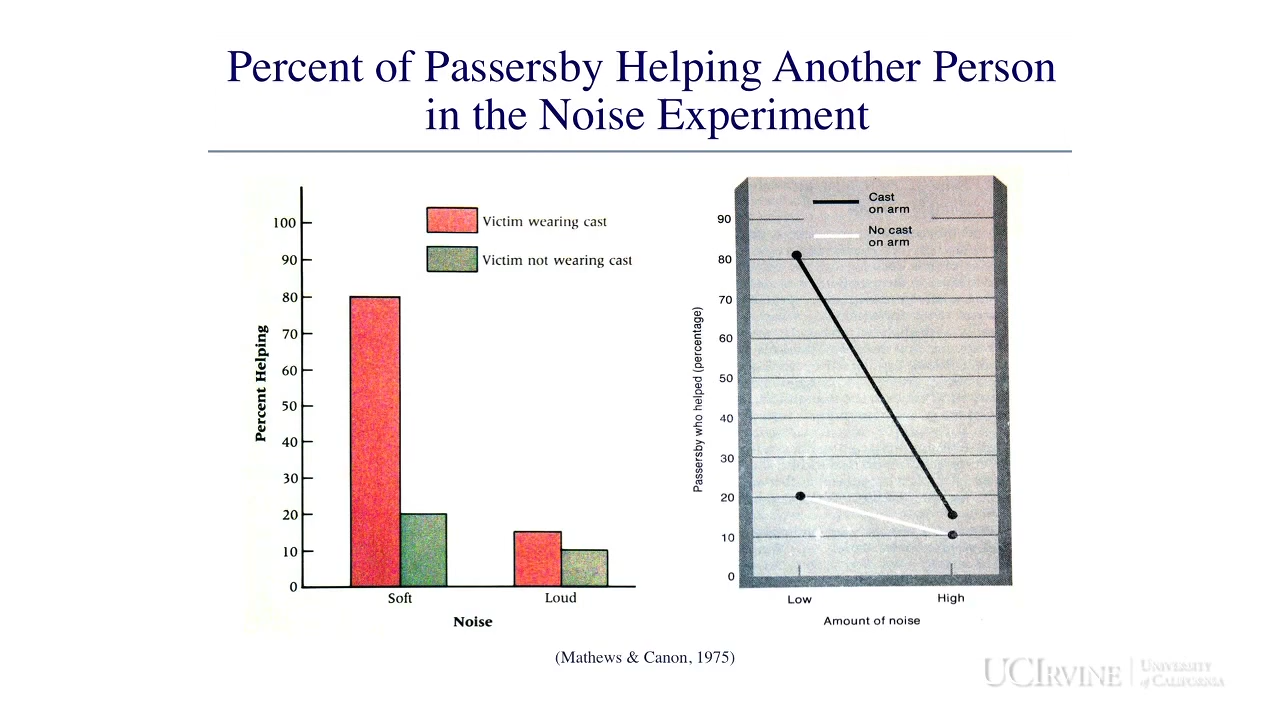 Percent of Passersby Helping Another Person
in the Noise Experiment
Victim wearing cast
Victim not wearing cast
Percent Helping
100
90
80
70
60
50
40
30
20
10
0
Soft
Loud
Noise
Cast
on arm
No cast
on arm
Passersby who helped (percentage)
90
80
70
60
50
40
30
20
10
0
Low
High
Amount of noise
(Mathews & Canon, 1975)
UCIRVINE
UNIVERSITY
of CALIFORNIA